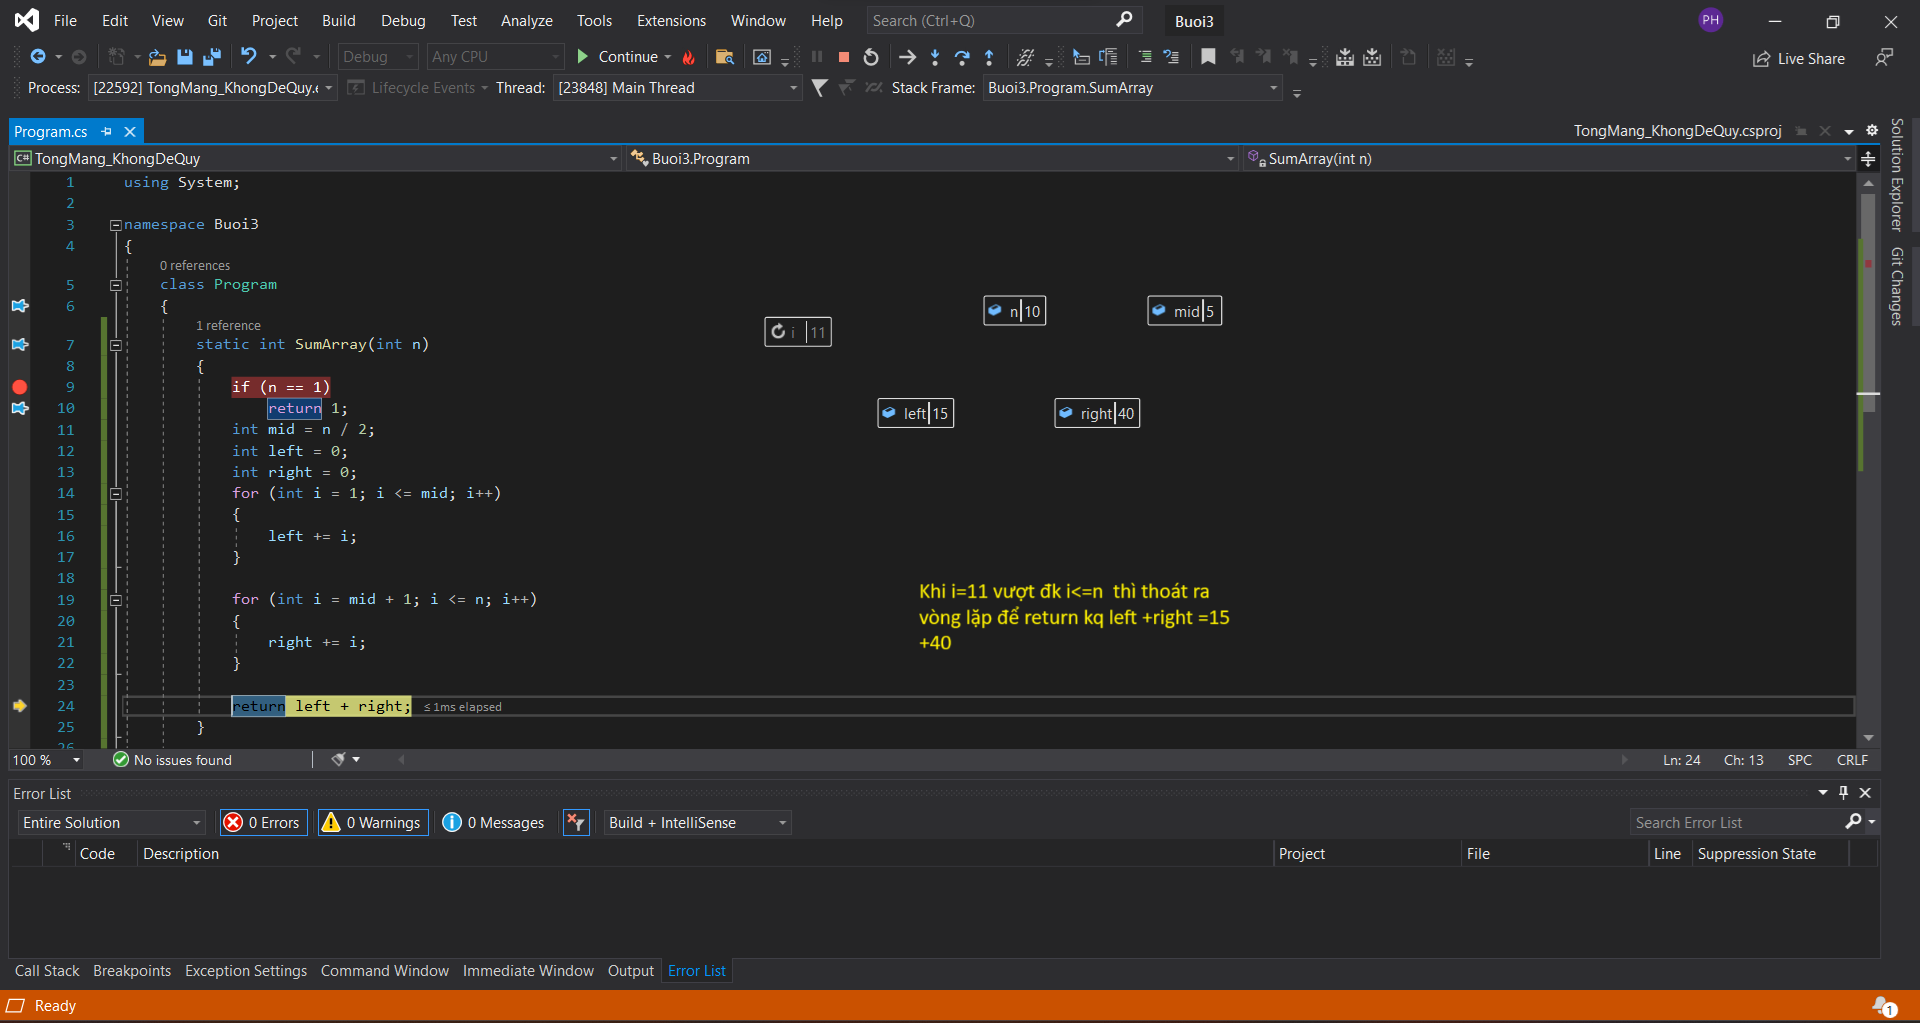 File Edit View Git Project Build Debug Test Analyze Tools Extensions Window Help Search (Ctrl+Q) Buoi3 PH
Debug Any CPU Continue Live Share
Process: [22592] TongMang_KhongDeQuy.e Lifecycle Events Thread: [23848] Main Thread Stack Frame: Buoi3.Program.SumArray
Program.cs TongMang_KhongDeQuy.csproj
C# TongMang_KhongDeQuy Buoi3.Program SumArray(int n)
Solution Explorer
Git Changes
1 using System;
2
3 namespace Buoi3
4 {
0 references
5 class Program
6 {
1 reference
7 static int SumArray(int n)
8 {
9 if (n == 1)
10 return 1;
11 int mid = n / 2;
12 int left = 0;
13 int right = 0;
14 for (int i = 1; i <= mid; i++)
15 {
16 left += i;
17 }
18
19 for (int i = mid + 1; i <= n; i++)
20 {
21 right += i;
22 }
23
24 return left + right; ≤ 1ms elapsed
25 }
26
n 10
mid 5
i 11
left 15
right 40
Khi i=11 vượt đk i<=n thì thoát ra
vòng lặp để return kq left +right =15
+40
100 % No issues found Ln: 24 Ch: 13 SPC CRLF
Error List
Entire Solution 0 Errors 0 Warnings 0 Messages Build + IntelliSense Search Error List
Code Description Project File Line Suppression State
Call Stack Breakpoints Exception Settings Command Window Immediate Window Output Error List
Ready 1